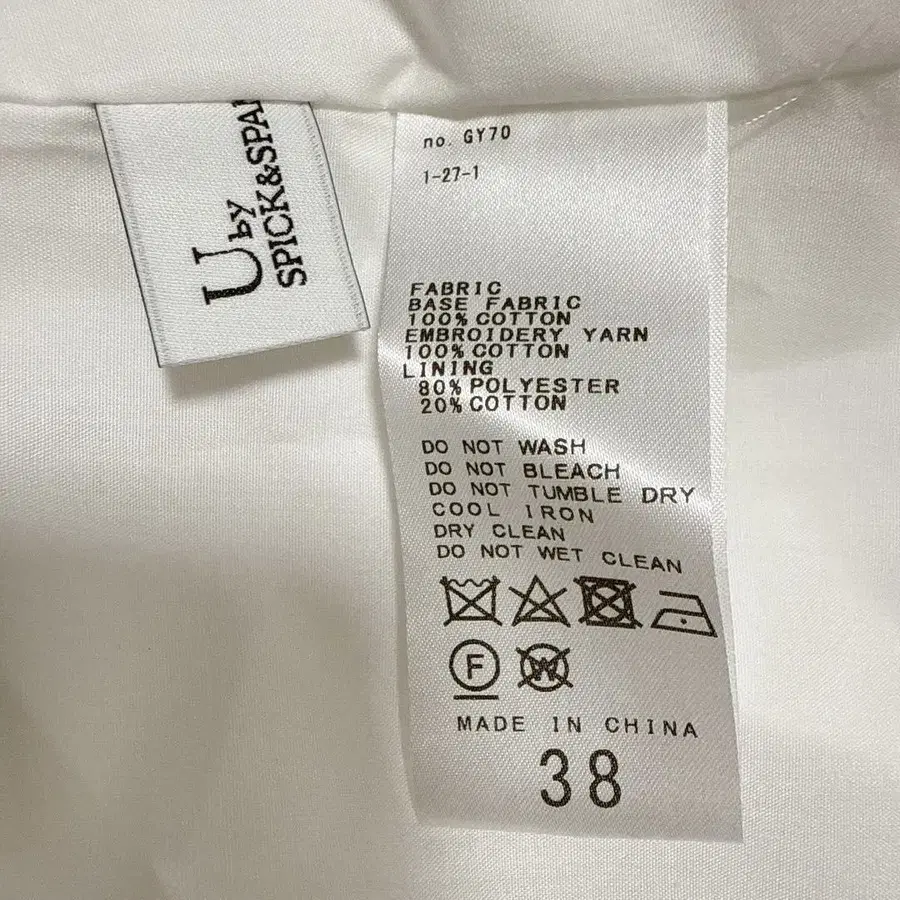 U by
SPICK&SPA
no. GY70
1-27-1
FABRIC
BASE FABRIC
100% COTTON
EMBROIDERY YARN
100% COTTON
LINING
80% POLYESTER
20% COTTON
DO NOT WASH
DO NOT BLEACH
DO NOT TUMBLE DRY
COOL IRON
DRY CLEAN
DO NOT WET CLEAN
F W
MADE IN CHINA
38